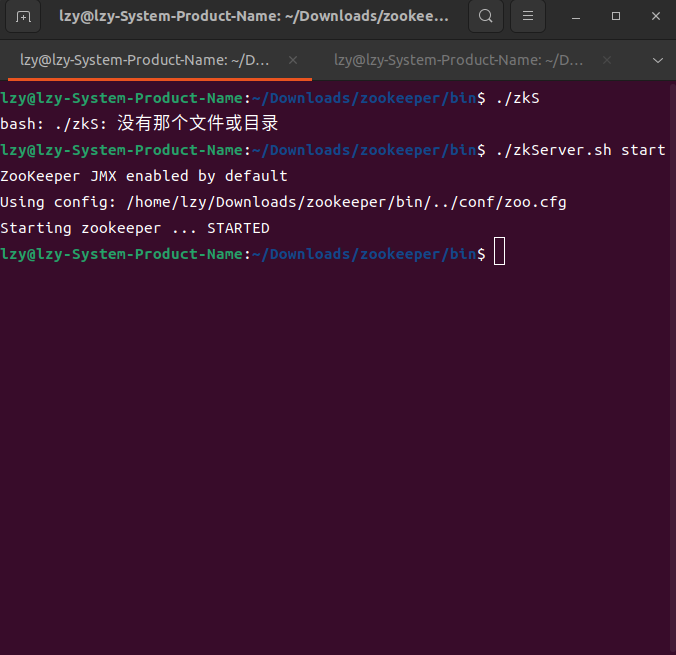 lzy@lzy-System-Product-Name: ~/Downloads/zookee...
lzy@lzy-System-Product-Name: ~/D...
lzy@lzy-System-Product-Name: ~/D...
lzy@lzy-System-Product-Name:~/Downloads/zookeeper/bin$ ./zkS
bash: ./zkS: 没有那个文件或目录
lzy@lzy-System-Product-Name:~/Downloads/zookeeper/bin$ ./zkServer.sh start
ZooKeeper JMX enabled by default
Using config: /home/lzy/Downloads/zookeeper/bin/../conf/zoo.cfg
Starting zookeeper ... STARTED
lzy@lzy-System-Product-Name:~/Downloads/zookeeper/bin$